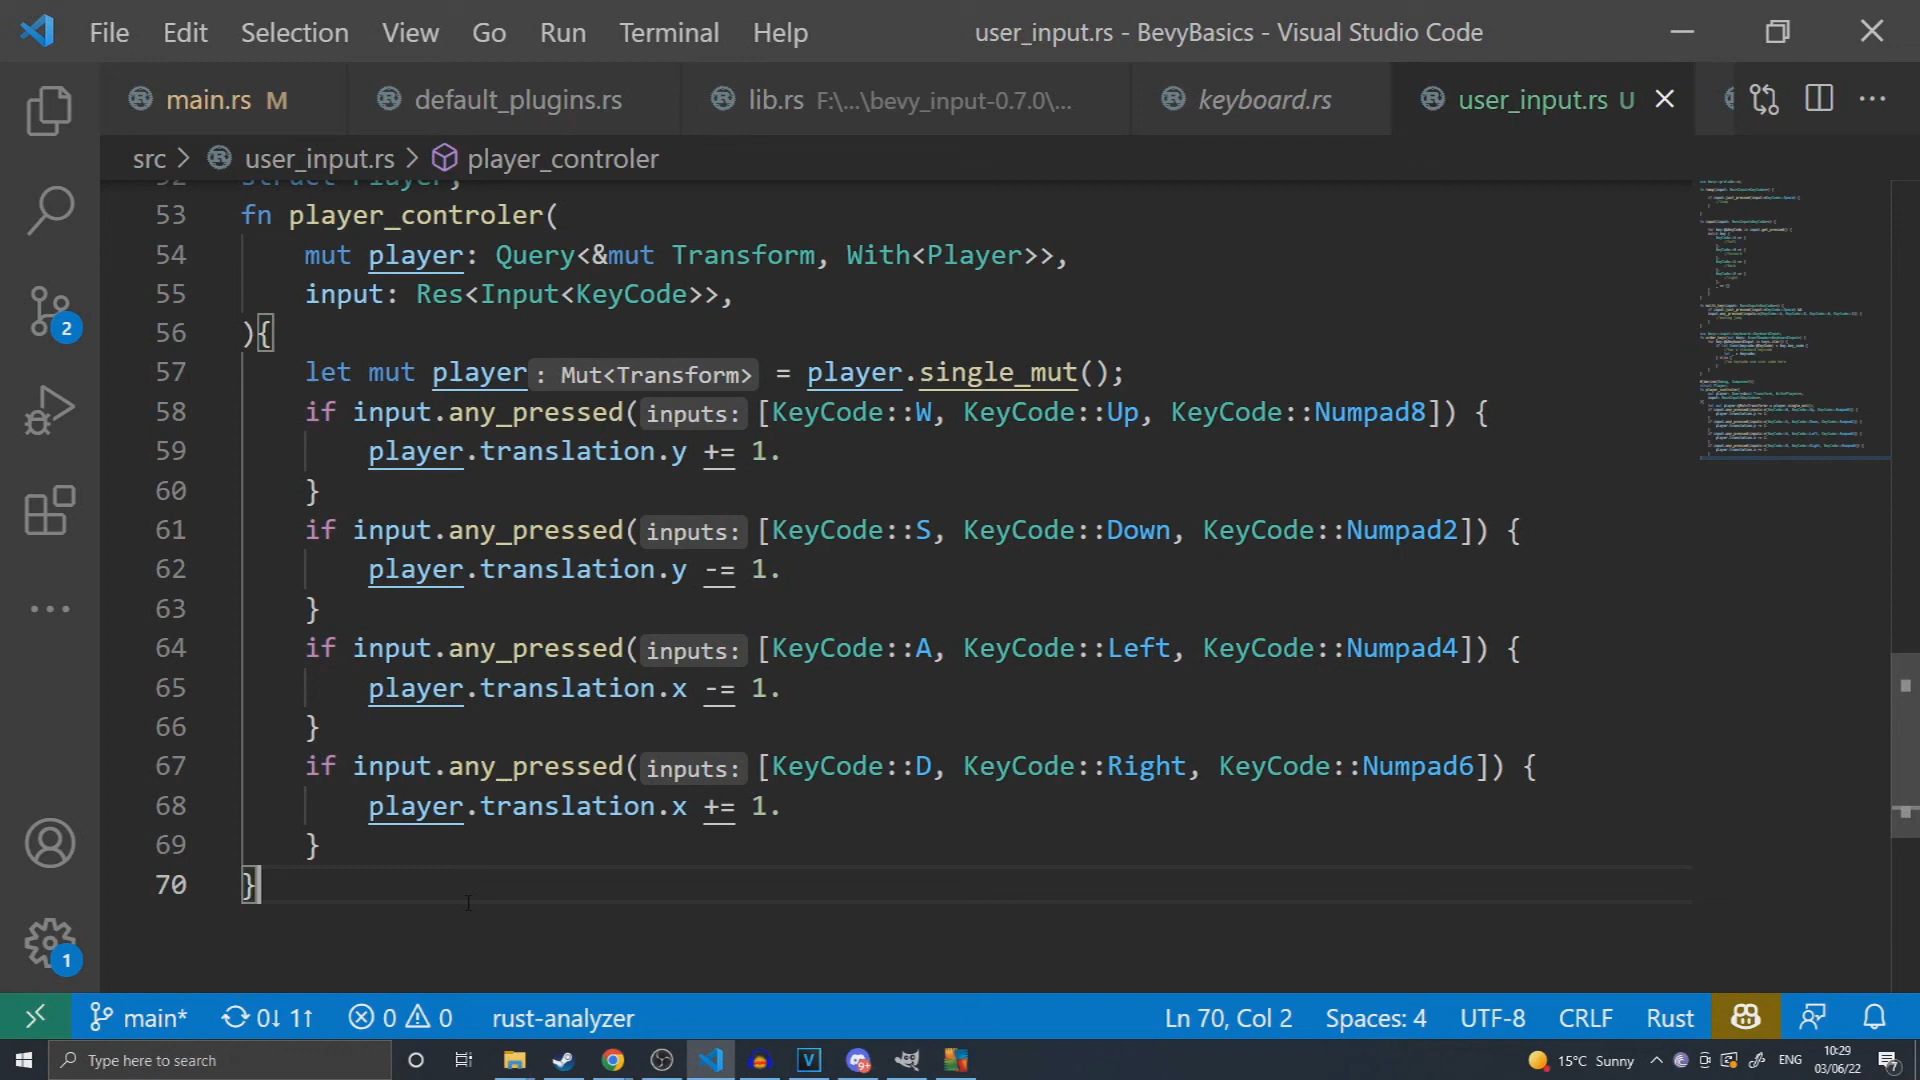 File Edit Selection View Go Run Terminal Help user_input.rs - BevyBasics - Visual Studio Code
main.rs M default_plugins.rs lib.rs F:\...\bevy_input-0.7.0\... keyboard.rs user_input.rs U
src > user_input.rs > player_controler
52 struct Player;
53 fn player_controler(
54 mut player: Query<&mut Transform, With<Player>>,
55 input: Res<Input<KeyCode>>,
56 ){
57 let mut player: Mut<Transform> = player.single_mut();
58 if input.any_pressed(inputs: [KeyCode::W, KeyCode::Up, KeyCode::Numpad8]) {
59 player.translation.y += 1.
60 }
61 if input.any_pressed(inputs: [KeyCode::S, KeyCode::Down, KeyCode::Numpad2]) {
62 player.translation.y -= 1.
63 }
64 if input.any_pressed(inputs: [KeyCode::A, KeyCode::Left, KeyCode::Numpad4]) {
65 player.translation.x -= 1.
66 }
67 if input.any_pressed(inputs: [KeyCode::D, KeyCode::Right, KeyCode::Numpad6]) {
68 player.translation.x += 1.
69 }
70 }
2
1
main* 0↓ 1↑ 0 0 rust-analyzer Ln 70, Col 2 Spaces: 4 UTF-8 CRLF Rust
Type here to search 9+ 15°C Sunny ENG 10:29
03/06/22 7